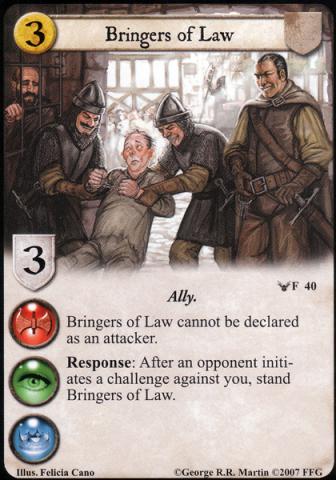 3
Bringers of Law
3
F 40
Ally.
Bringers of Law cannot be declared
as an attacker.
Response: After an opponent initi-
ates a challenge against you, stand
Bringers of Law.
Illus. Felicia Cano
©George R.R. Martin ©2007 FFG